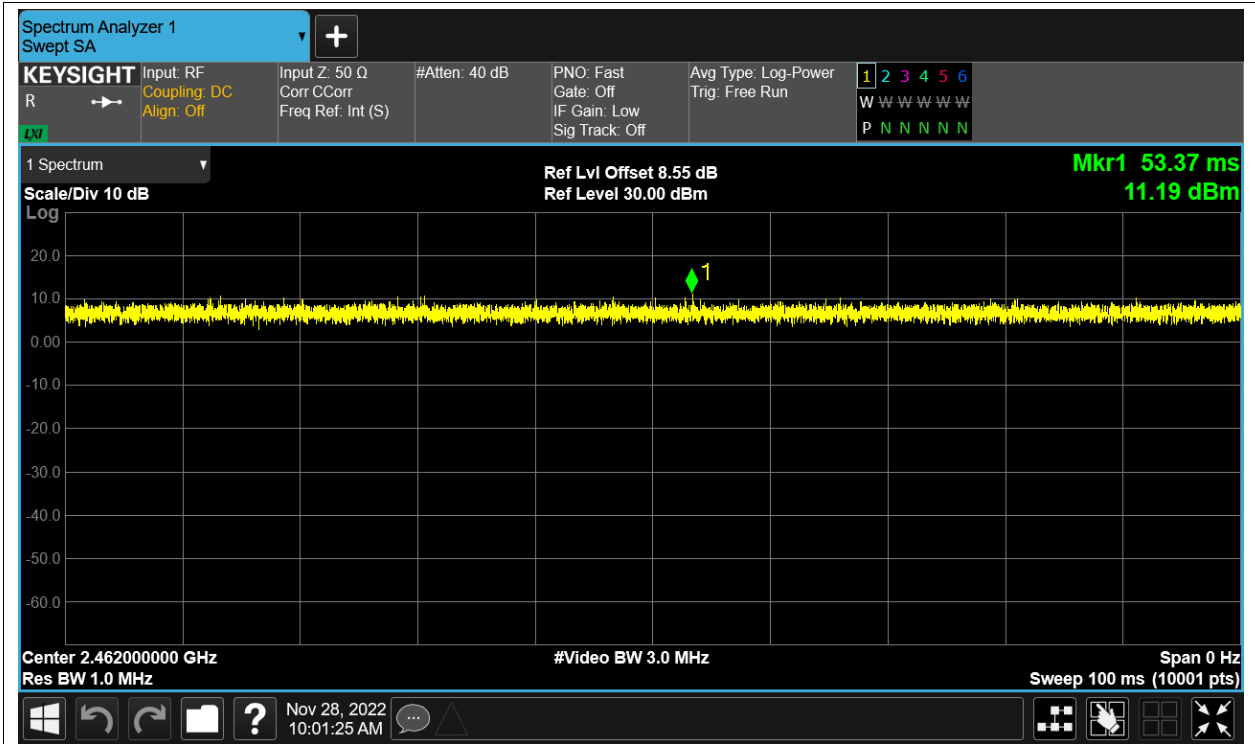 Spectrum Analyzer 1
Swept SA
KEYSIGHT
R
LXI
Input: RF
Coupling: DC
Align: Off
Input Z: 50 Ω
Corr CCorr
Freq Ref: Int (S)
#Atten: 40 dB
PNO: Fast
Gate: Off
IF Gain: Low
Sig Track: Off
Avg Type: Log-Power
Trig: Free Run
1 2 3 4 5 6
W W W W W W
P N N N N N
1 Spectrum
Scale/Div 10 dB
Ref Lvl Offset 8.55 dB
Ref Level 30.00 dBm
Mkr1 53.37 ms
11.19 dBm
Log
20.0
10.0
0.00
-10.0
-20.0
-30.0
-40.0
-50.0
-60.0
1
Center 2.462000000 GHz
Res BW 1.0 MHz
#Video BW 3.0 MHz
Span 0 Hz
Sweep 100 ms (10001 pts)
?
Nov 28, 2022
10:01:25 AM